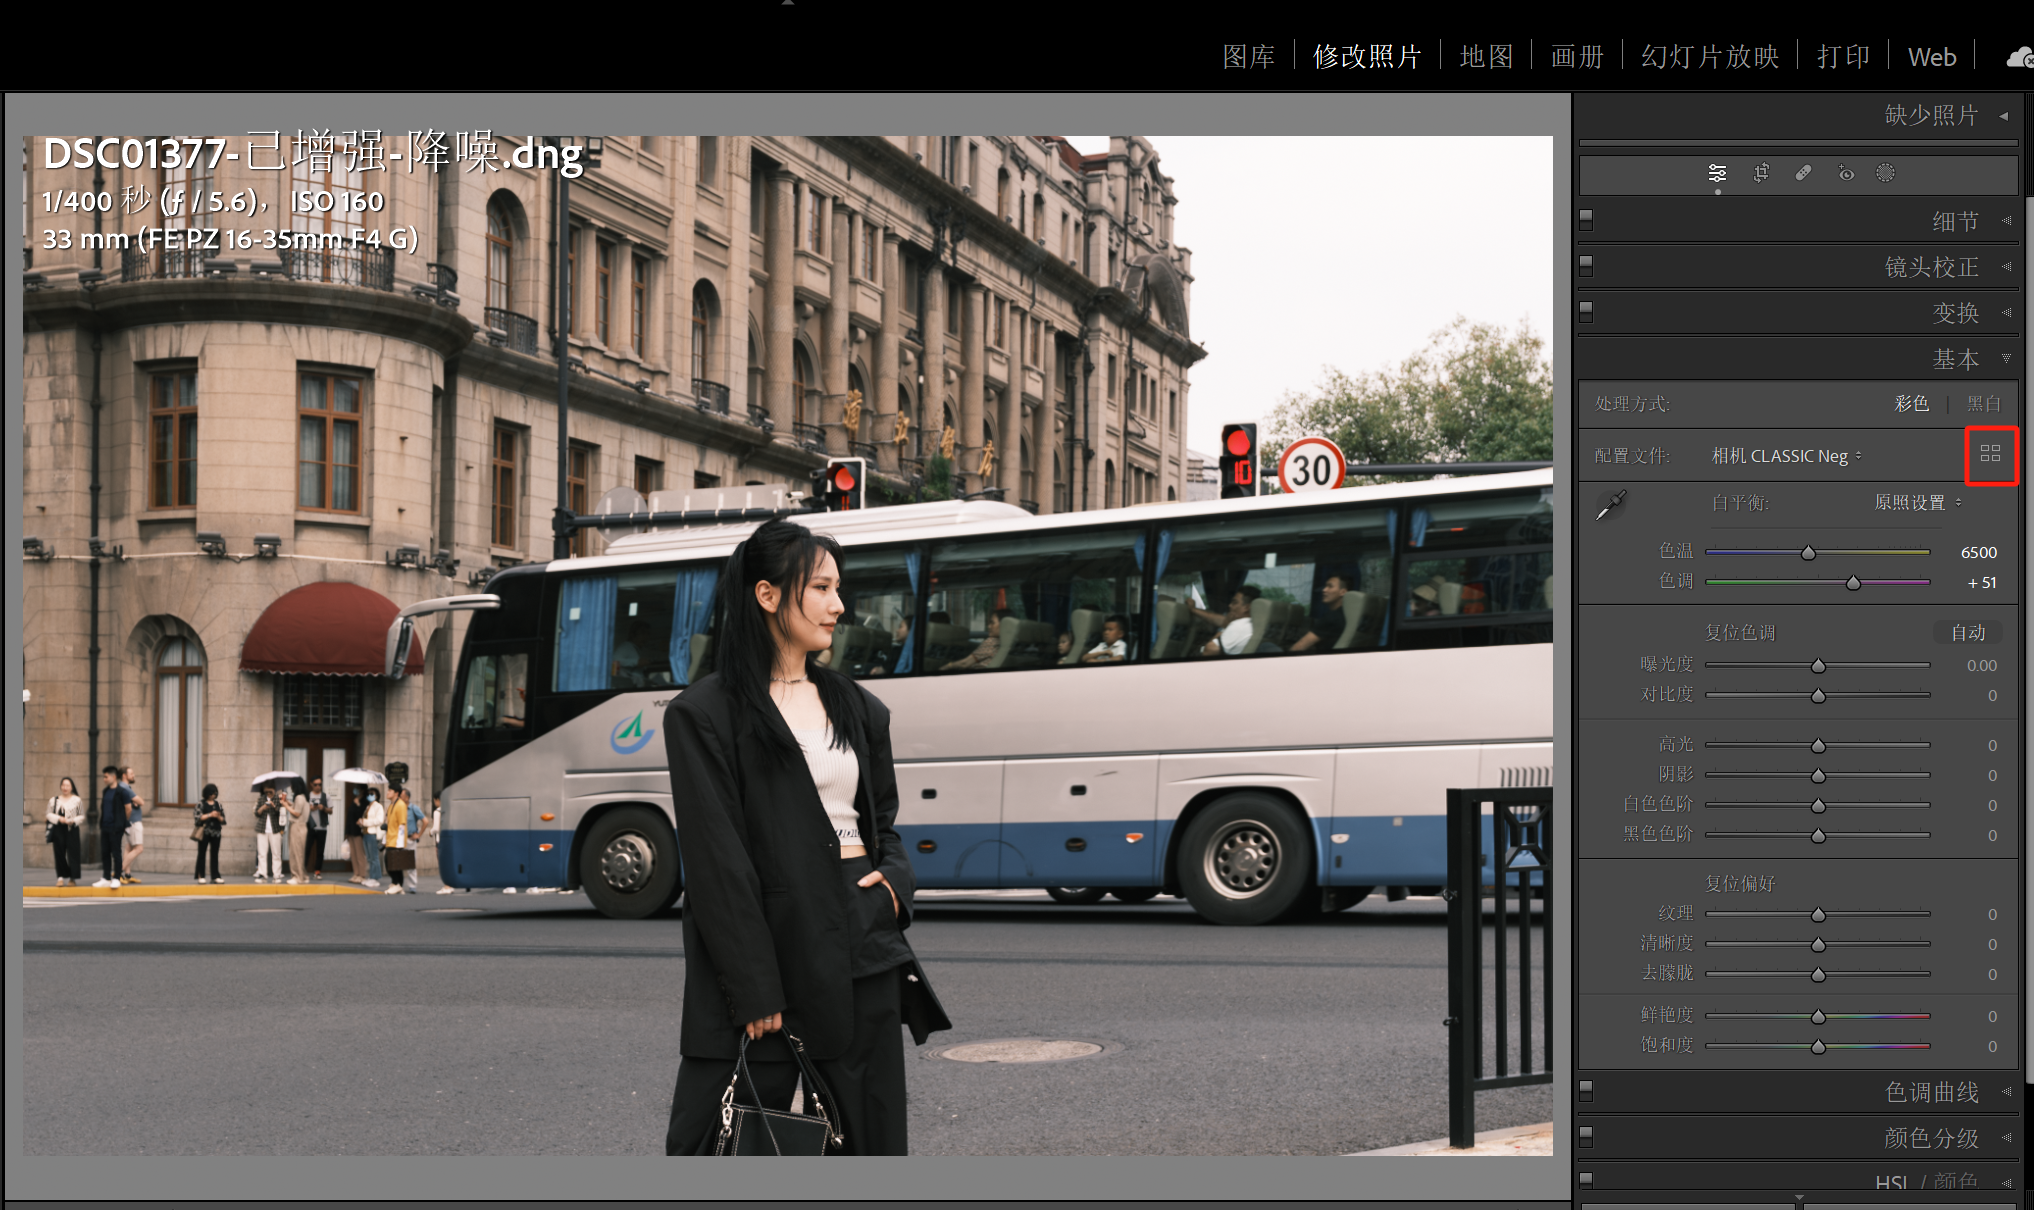 图库 修改照片 地图 画册 幻灯片放映 打印 Web
DSC01377-已增强-降噪.dng
1/400 秒 (ƒ / 5.6)， ISO 160
33 mm (FE PZ 16-35mm F4 G)
10
30
缺少照片
细节
镜头校正
变换
基本
处理方式: 彩色 黑白
配置文件: 相机 CLASSIC Neg
白平衡: 原照设置
色温 6500
色调 + 51
复位色调 自动
曝光度 0.00
对比度 0
高光 0
阴影 0
白色色阶 0
黑色色阶 0
复位偏好
纹理 0
清晰度 0
去朦胧 0
鲜艳度 0
饱和度 0
色调曲线
颜色分级
HSL / 颜色